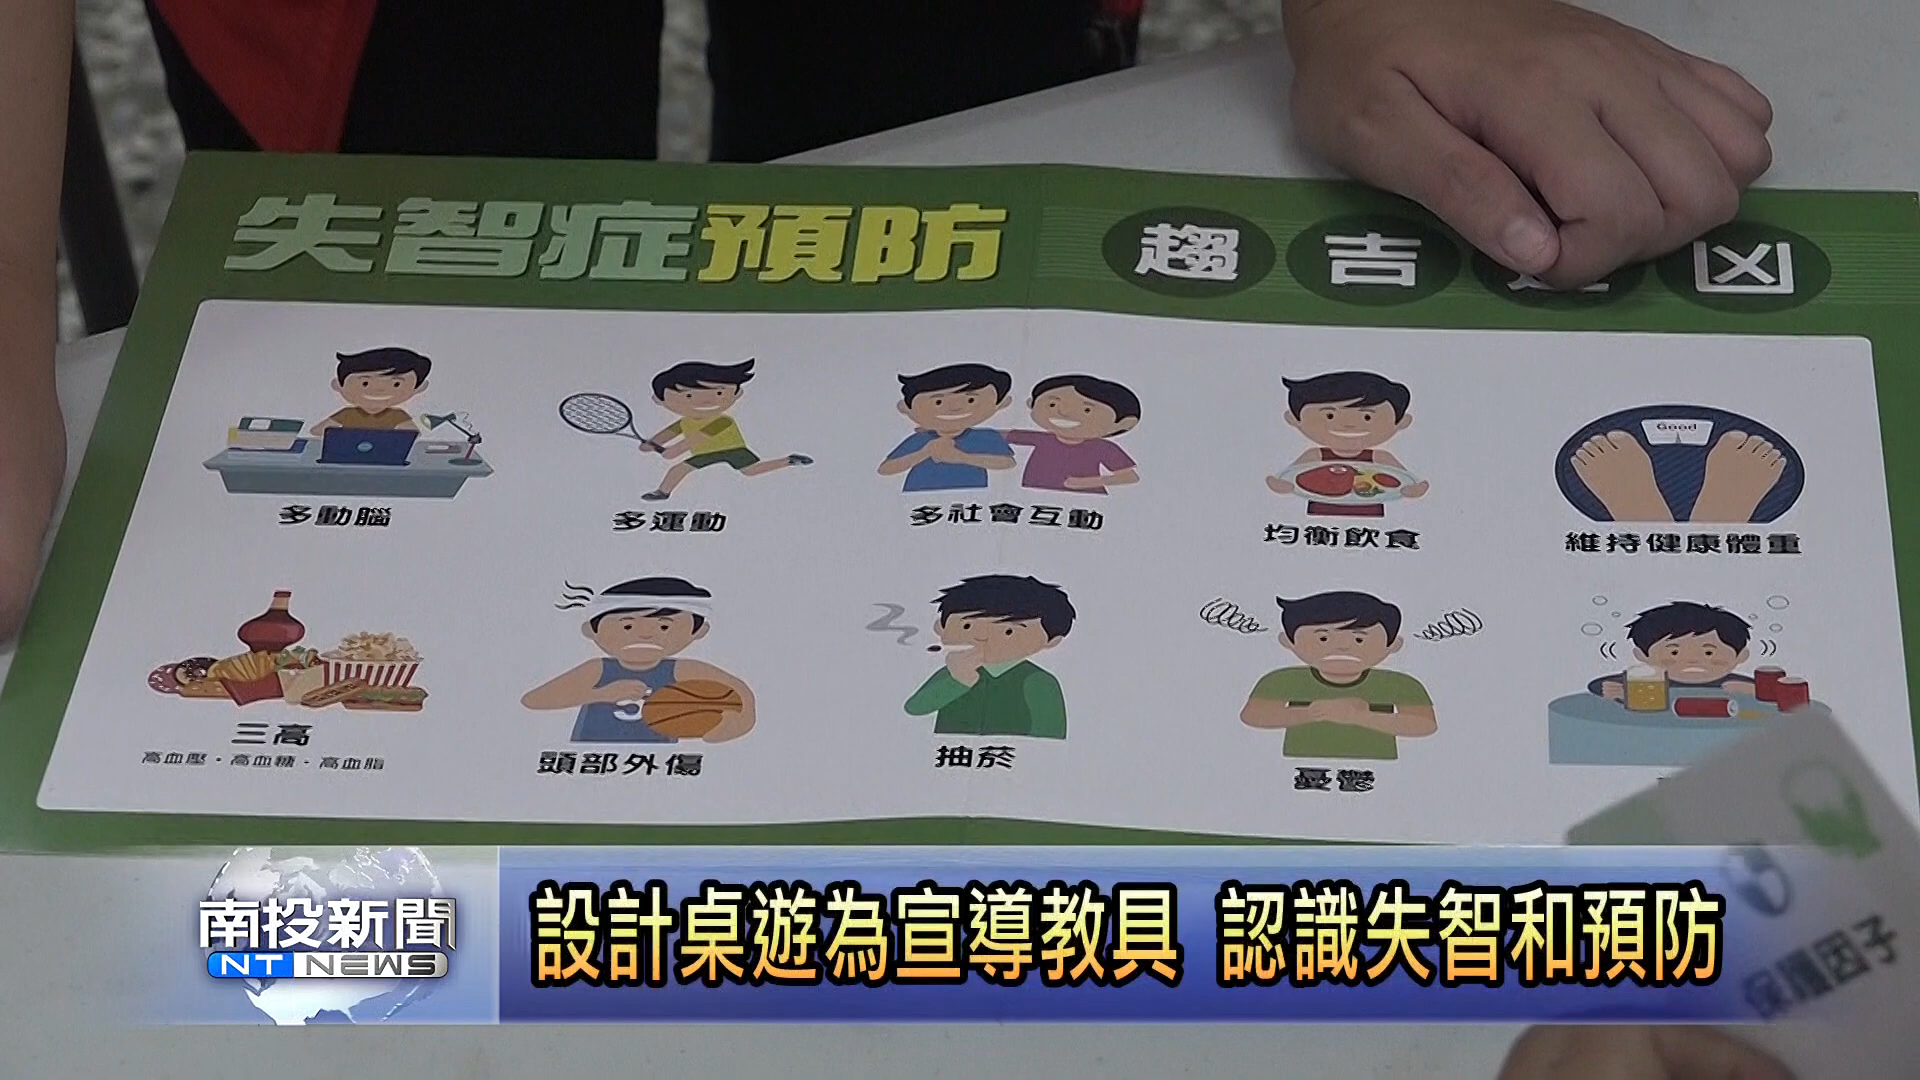 失智症預防
趨吉 凶
Good
多動腦
多運動
多社會互動
均衡飲食
維持健康體重
三高
高血壓·高血糖·高血脂
頭部外傷
抽菸
憂鬱
保護因子
南投新聞
NT NEWS
設計桌遊為宣導教具 認識失智和預防